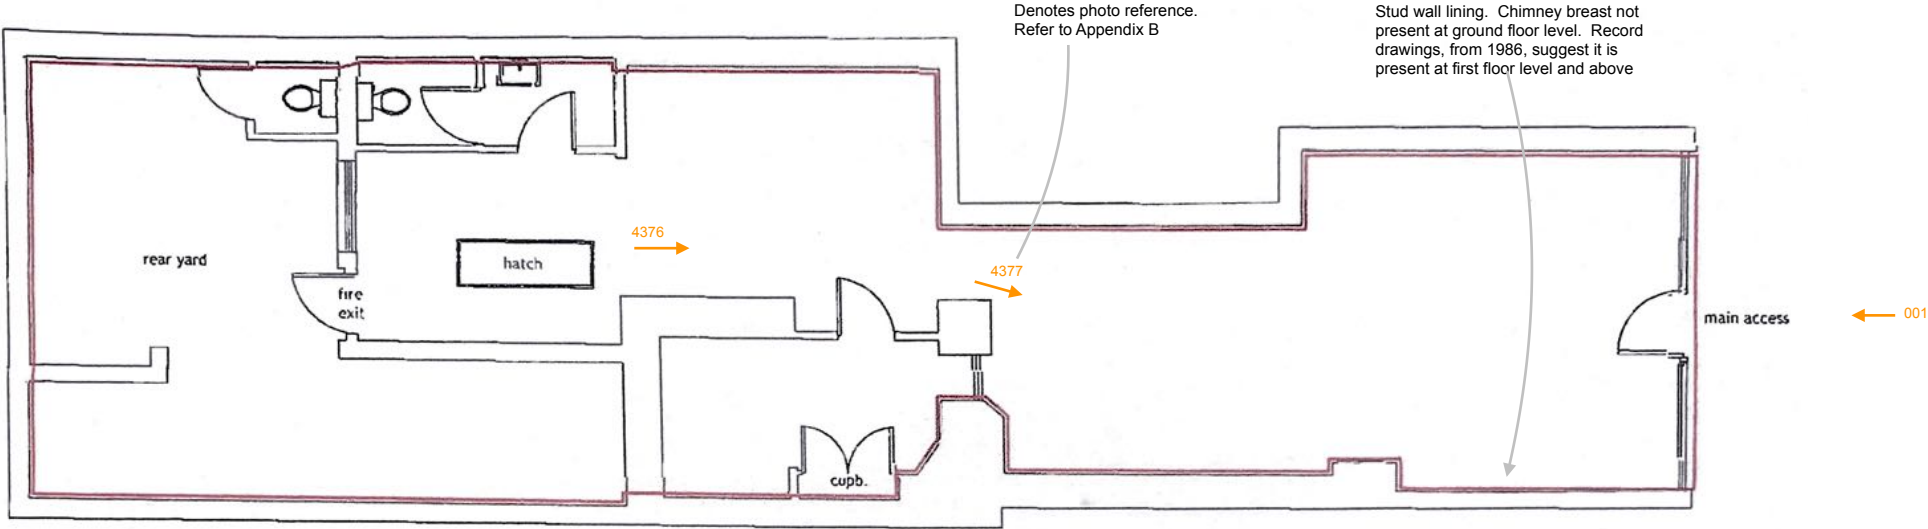 Denotes photo reference.
Refer to Appendix B
Stud wall lining.  Chimney breast not
present at ground floor level.  Record
drawings, from 1986, suggest it is
present at first floor level and above
4376
rear yard
hatch
4377
fire
exit
main access
001
cupb.